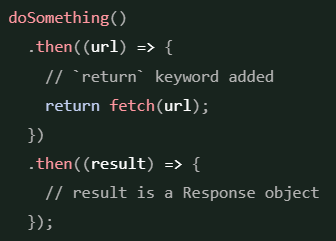 doSomething()
  .then((url) => {
    // `return` keyword added
    return fetch(url);
  })
  .then((result) => {
    // result is a Response object
  });